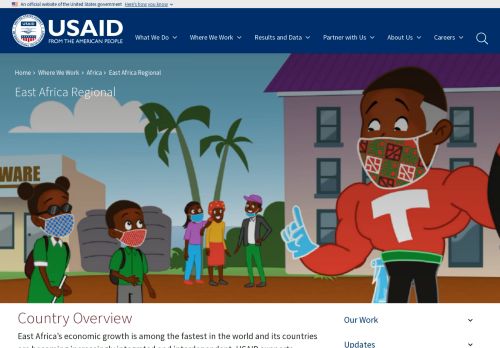 An official website of the United States government Here's how you know
USAID
FROM THE AMERICAN PEOPLE
What We Do
Where We Work
Results and Data
Partner with Us
About Us
Careers
Home › Where We Work › Africa › East Africa Regional
East Africa Regional
WARE
T
Country Overview
East Africa's economic growth is among the fastest in the world and its countries
Our Work
Updates